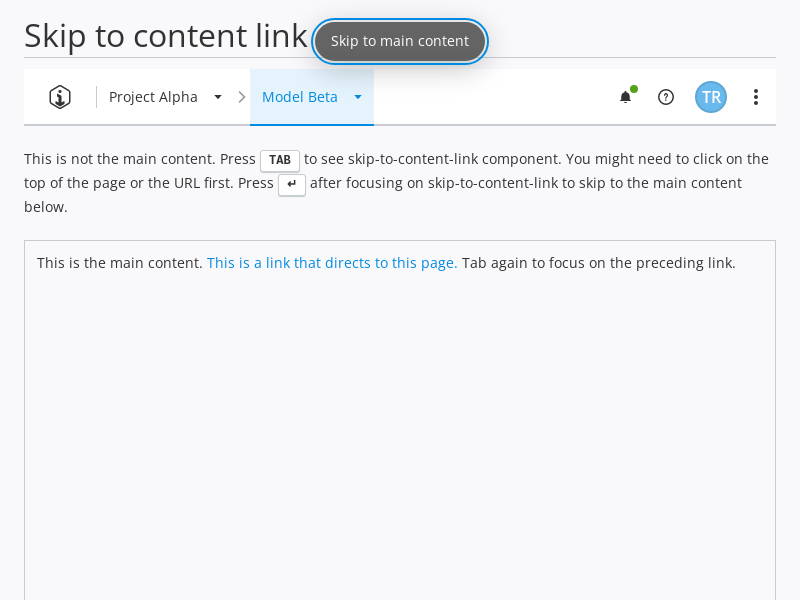 Skip to content link
Skip to main content
Project Alpha
Model Beta
TR
This is not the main content. Press TAB to see skip-to-content-link component. You might need to click on the
top of the page or the URL first. Press ↵ after focusing on skip-to-content-link to skip to the main content
below.
This is the main content. This is a link that directs to this page. Tab again to focus on the preceding link.